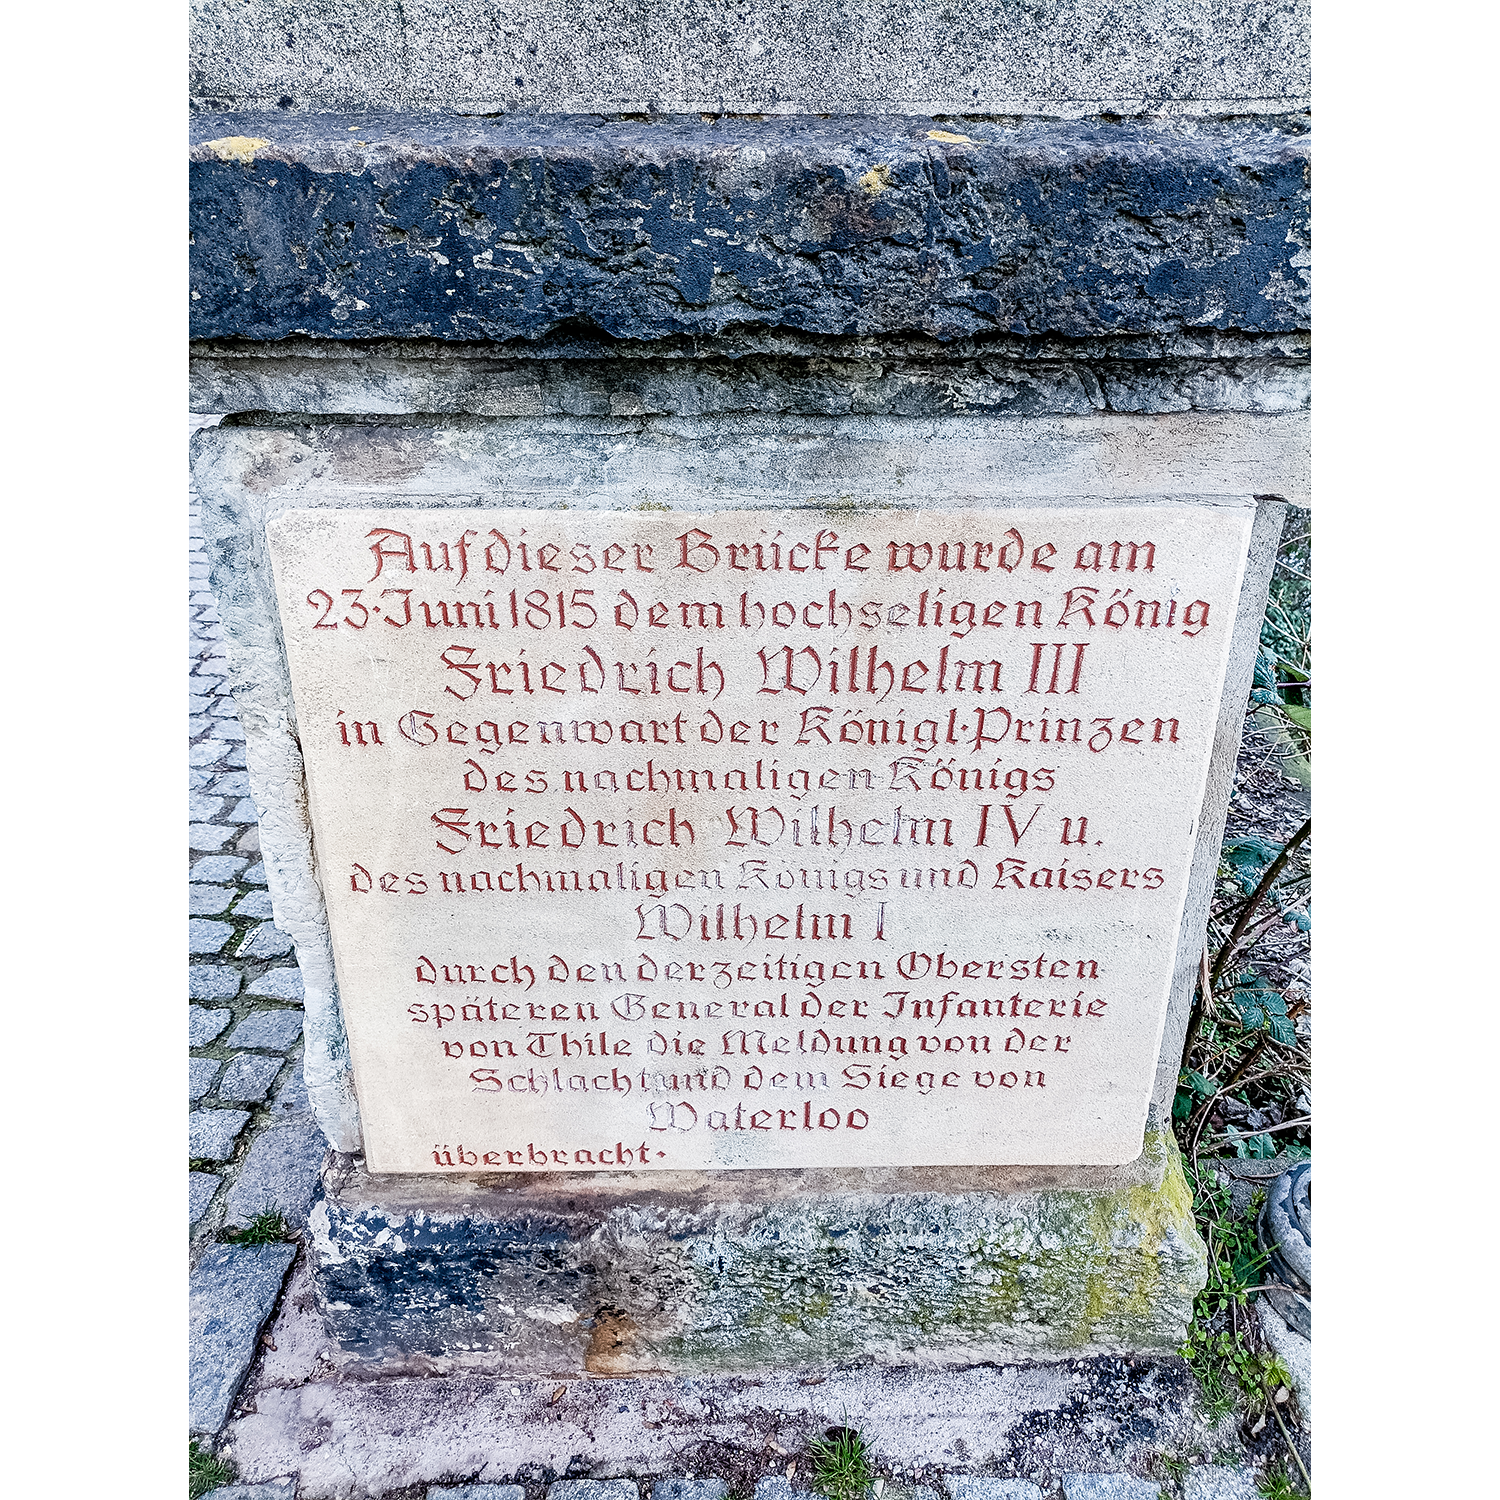 Auf dieser Brücke wurde am
23. Juni 1815 dem hochseligen König
Friedrich Wilhelm III
in Gegenwart der Königl. Prinzen
des nachmaligen Königs
Friedrich Wilhelm IV u.
des nachmaligen Königs und Kaisers
Wilhelm I
durch den derzeitigen Obersten
späteren General der Infanterie
von Thile die Meldung von der
Schlacht und dem Siege von
Waterloo
überbracht.